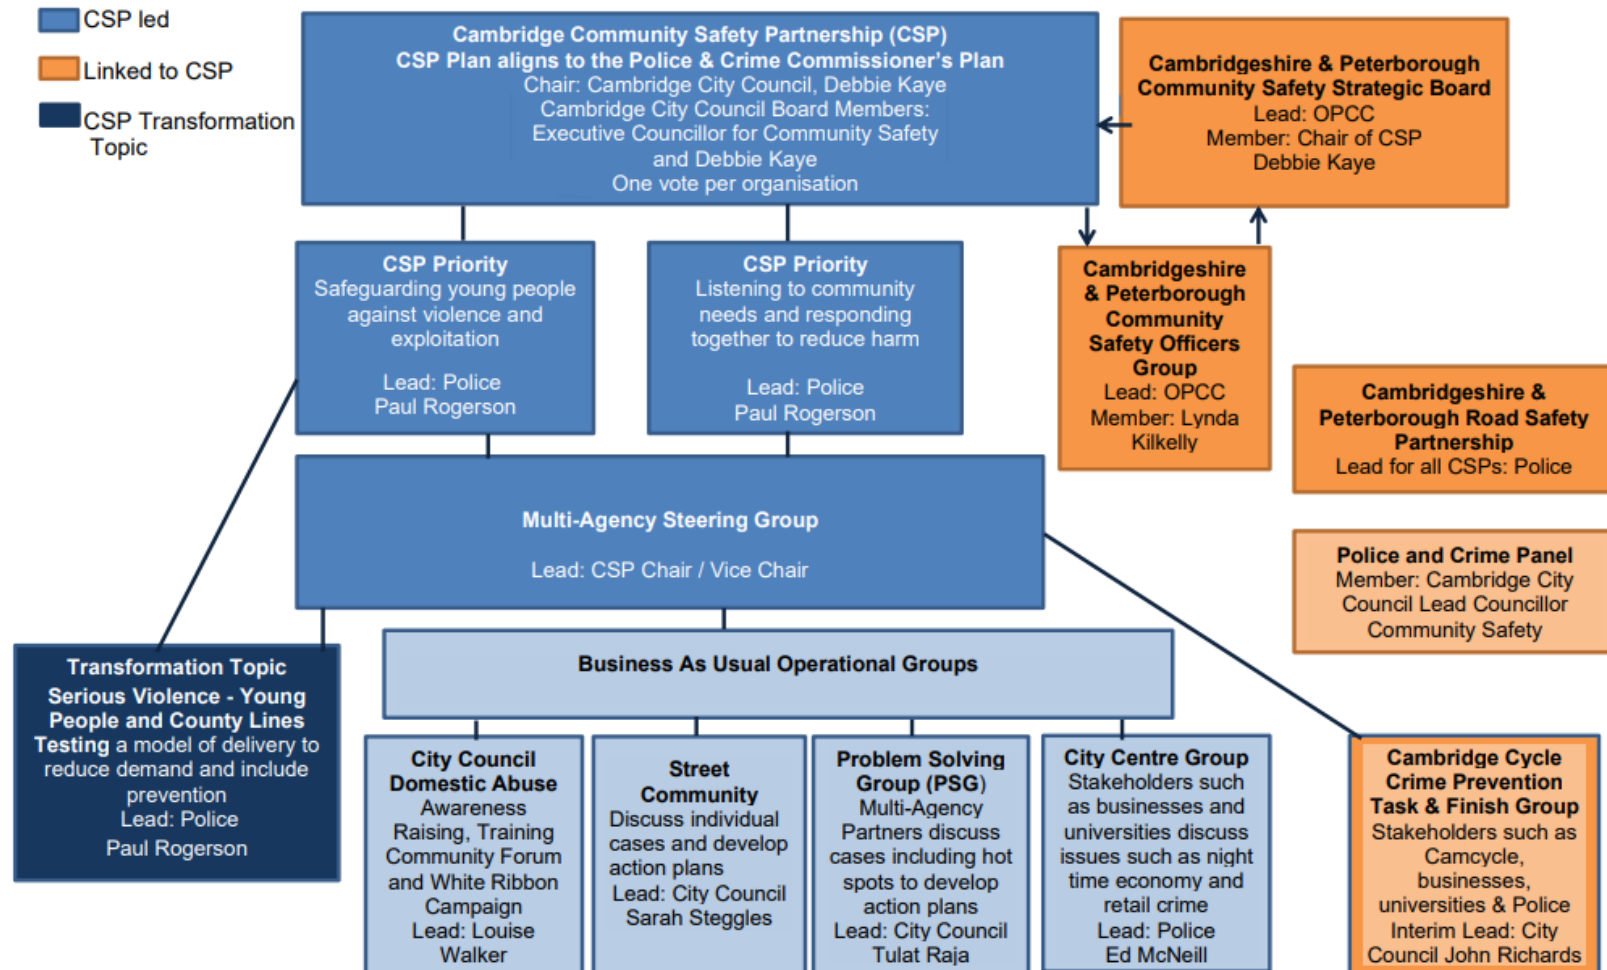 CSP led
Linked to CSP
CSP Transformation
Topic
Cambridge Community Safety Partnership (CSP)
CSP Plan aligns to the Police & Crime Commissioner's Plan
Chair: Cambridge City Council, Debbie Kaye
Cambridge City Council Board Members:
Executive Councillor for Community Safety
and Debbie Kaye
One vote per organisation
Cambridgeshire & Peterborough
Community Safety Strategic Board
Lead: OPCC
Member: Chair of CSP
Debbie Kaye
CSP Priority
Safeguarding young people
against violence and
exploitation
Lead: Police
Paul Rogerson
CSP Priority
Listening to community
needs and responding
together to reduce harm
Lead: Police
Paul Rogerson
Cambridgeshire
& Peterborough
Community
Safety Officers
Group
Lead: OPCC
Member: Lynda
Kilkelly
Cambridgeshire &
Peterborough Road Safety
Partnership
Lead for all CSPs: Police
Multi-Agency Steering Group
Lead: CSP Chair / Vice Chair
Police and Crime Panel
Member: Cambridge City
Council Lead Councillor
Community Safety
Transformation Topic
Serious Violence - Young
People and County Lines
Testing a model of delivery to
reduce demand and include
prevention
Lead: Police
Paul Rogerson
Business As Usual Operational Groups
City Council
Domestic Abuse
Awareness
Raising, Training
Community Forum
and White Ribbon
Campaign
Lead: Louise
Walker
Street
Community
Discuss individual
cases and develop
action plans
Lead: City Council
Sarah Steggles
Problem Solving
Group (PSG)
Multi-Agency
Partners discuss
cases including hot
spots to develop
action plans
Lead: City Council
Tulat Raja
City Centre Group
Stakeholders such
as businesses and
universities discuss
issues such as night
time economy and
retail crime
Lead: Police
Ed McNeill
Cambridge Cycle
Crime Prevention
Task & Finish Group
Stakeholders such as
Camcycle,
businesses,
universities & Police
Interim Lead: City
Council John Richards